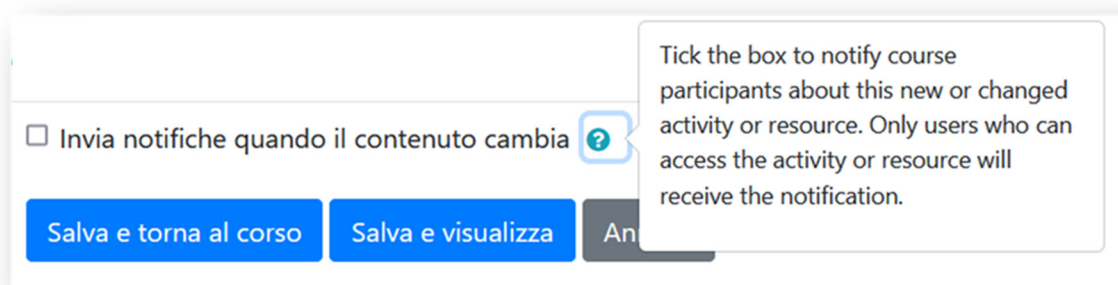 Tick the box to notify course
participants about this new or changed
activity or resource. Only users who can
access the activity or resource will
receive the notification.
Invia notifiche quando il contenuto cambia
Salva e torna al corso
Salva e visualizza